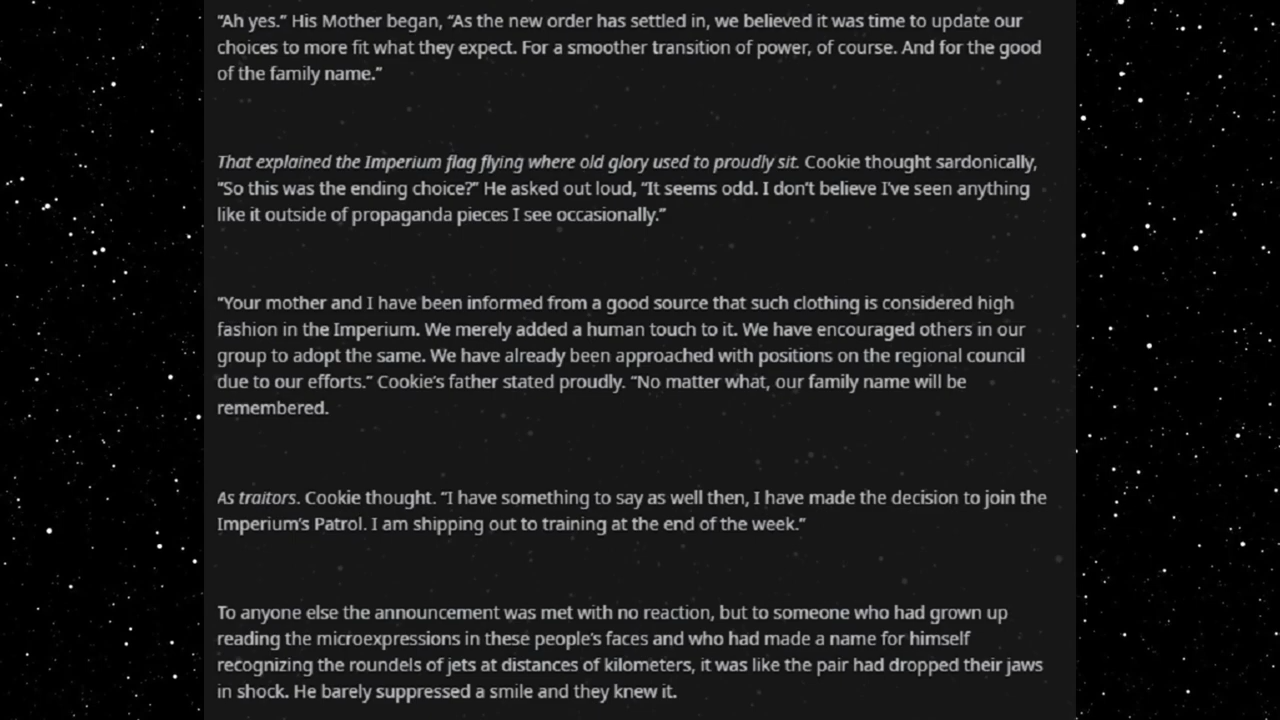 “Ah yes.” His Mother began, “As the new order has settled in, we believed it was time to update our
choices to more fit what they expect. For a smoother transition of power, of course. And for the good
of the family name.”
That explained the Imperium flag flying where old glory used to proudly sit. Cookie thought sardonically,
“So this was the ending choice?” He asked out loud, “It seems odd. I don’t believe I’ve seen anything
like it outside of propaganda pieces I see occasionally.”
“Your mother and I have been informed from a good source that such clothing is considered high
fashion in the Imperium. We merely added a human touch to it. We have encouraged others in our
group to adopt the same. We have already been approached with positions on the regional council
due to our efforts.” Cookie’s father stated proudly. “No matter what, our family name will be
remembered.
As traitors. Cookie thought. “I have something to say as well then, I have made the decision to join the
Imperium’s Patrol. I am shipping out to training at the end of the week.”
To anyone else the announcement was met with no reaction, but to someone who had grown up
reading the microexpressions in these people’s faces and who had made a name for himself
recognizing the roundels of jets at distances of kilometers, it was like the pair had dropped their jaws
in shock. He barely suppressed a smile and they knew it.